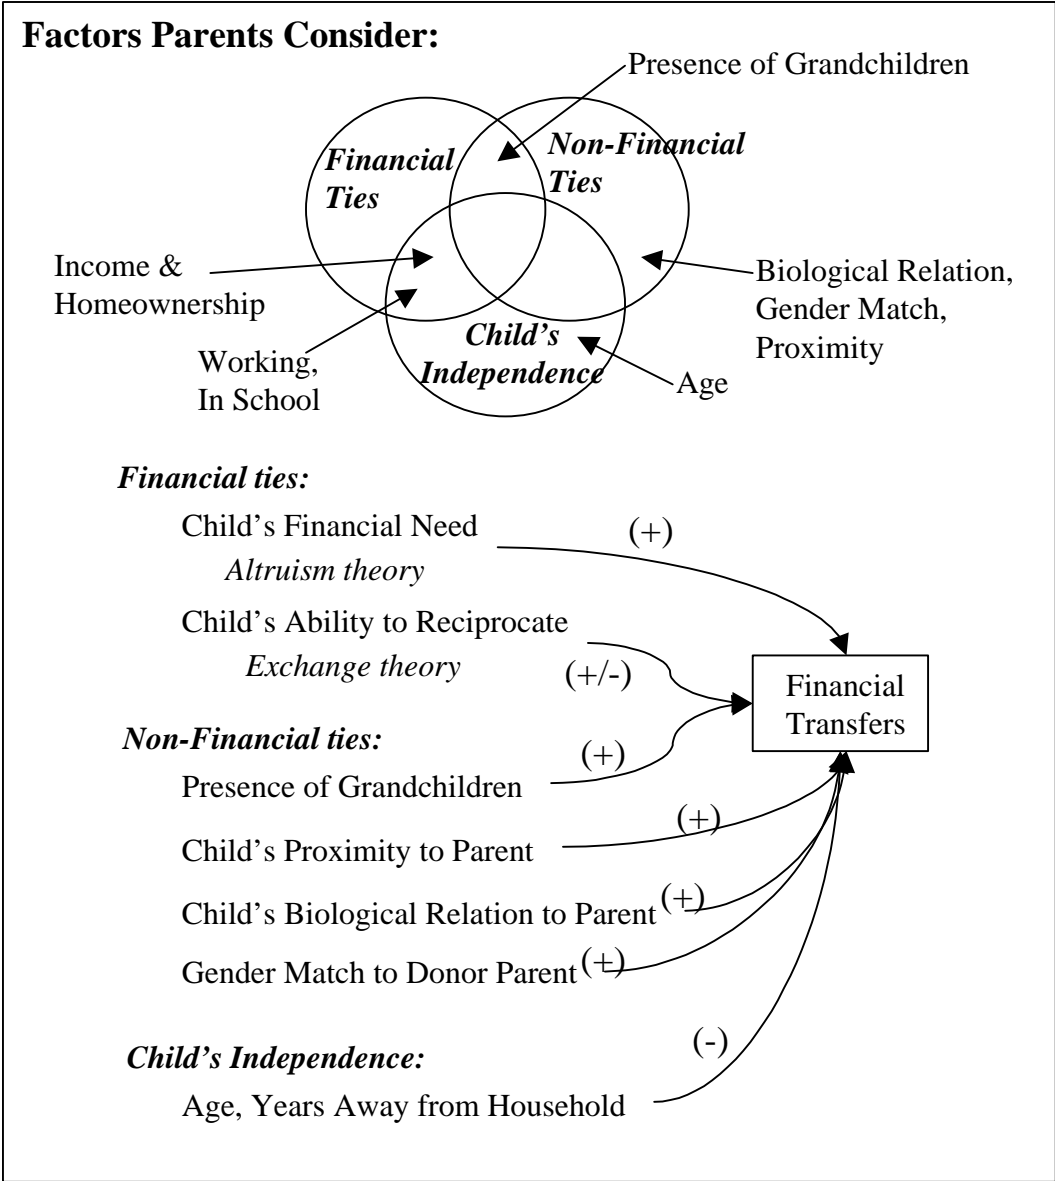 Factors Parents Consider:
Presence of Grandchildren
Financial
Ties
Non-Financial
Ties
Income &
Homeownership
Biological Relation,
Gender Match,
Proximity
Child’s
Independence
Working,
In School
Age
Financial ties:
Child’s Financial Need
(+)
Altruism theory
Child’s Ability to Reciprocate
Exchange theory
(+/-)
Financial
Transfers
Non-Financial ties:
(+)
Presence of Grandchildren
(+)
Child’s Proximity to Parent
Child’s Biological Relation to Parent (+)
Gender Match to Donor Parent (+)
(-)
Child’s Independence:
Age, Years Away from Household